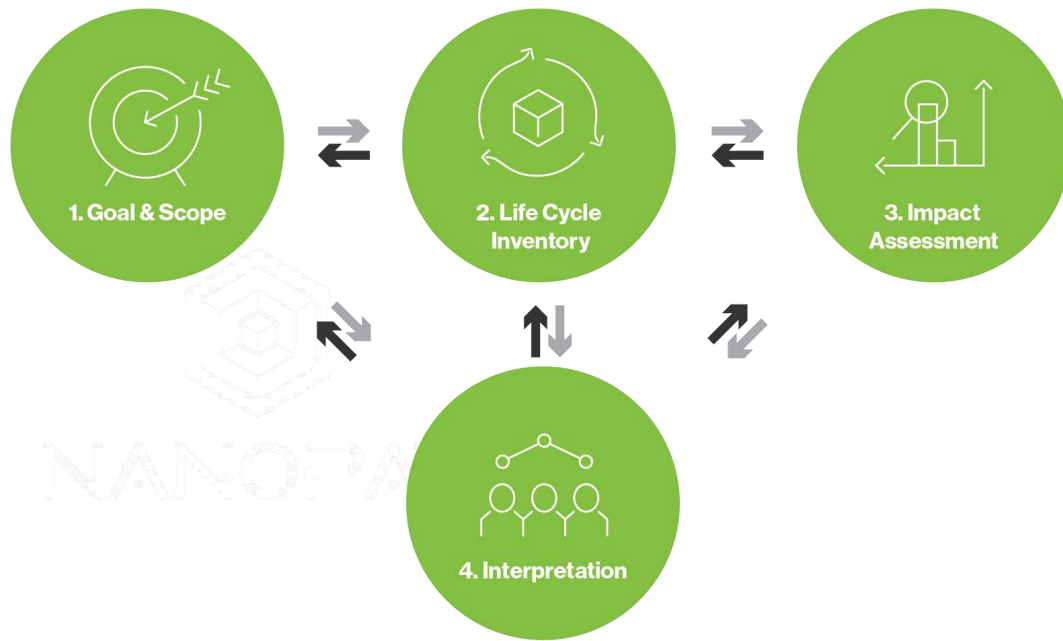 1. Goal & Scope
2. Life Cycle
Inventory
3. Impact
Assessment
4. Interpretation